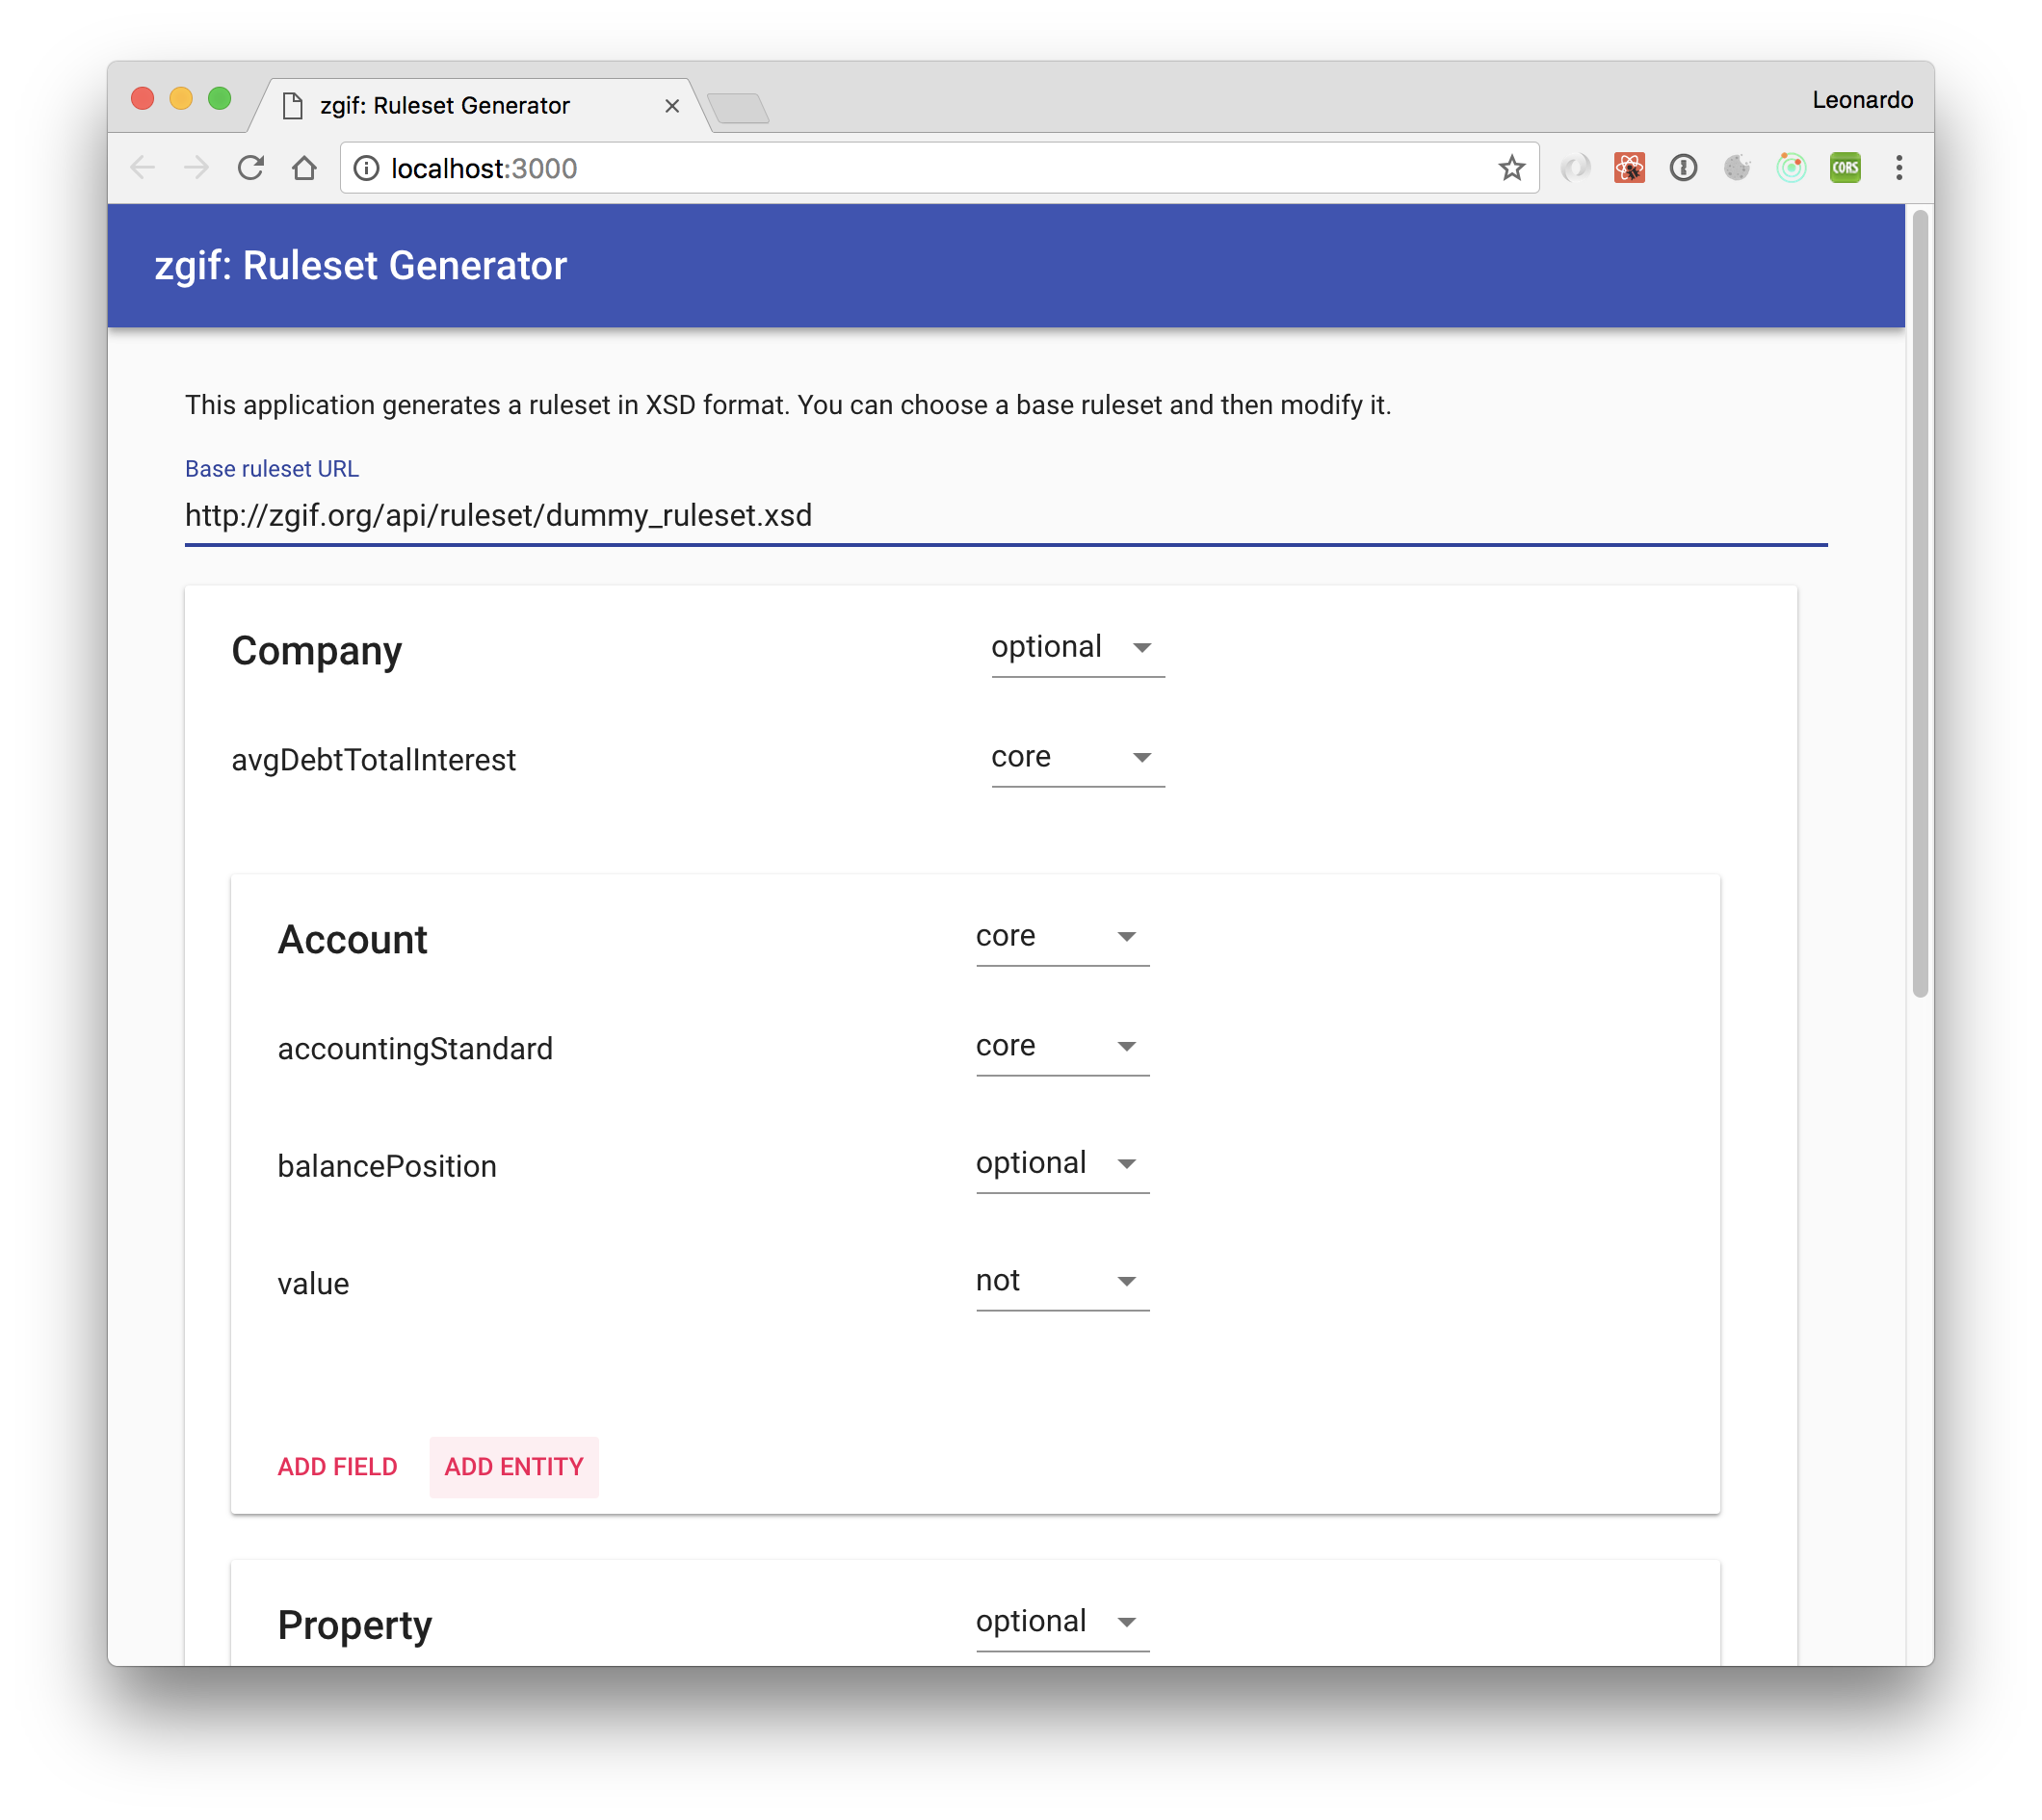 zgif: Ruleset Generator
Leonardo
localhost:3000
CORS
zgif: Ruleset Generator
This application generates a ruleset in XSD format. You can choose a base ruleset and then modify it.
Base ruleset URL
http://zgif.org/api/ruleset/dummy_ruleset.xsd
Company optional
avgDebtTotalInterest core
Account core
accountingStandard core
balancePosition optional
value not
ADD FIELD ADD ENTITY
Property optional